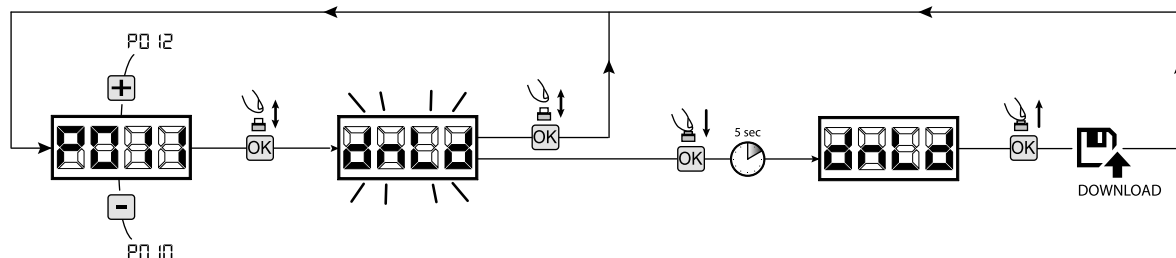 P012
+
P011
OK
dnLd
OK
OK
5 sec
dnLd
OK
DOWNLOAD
-
P010